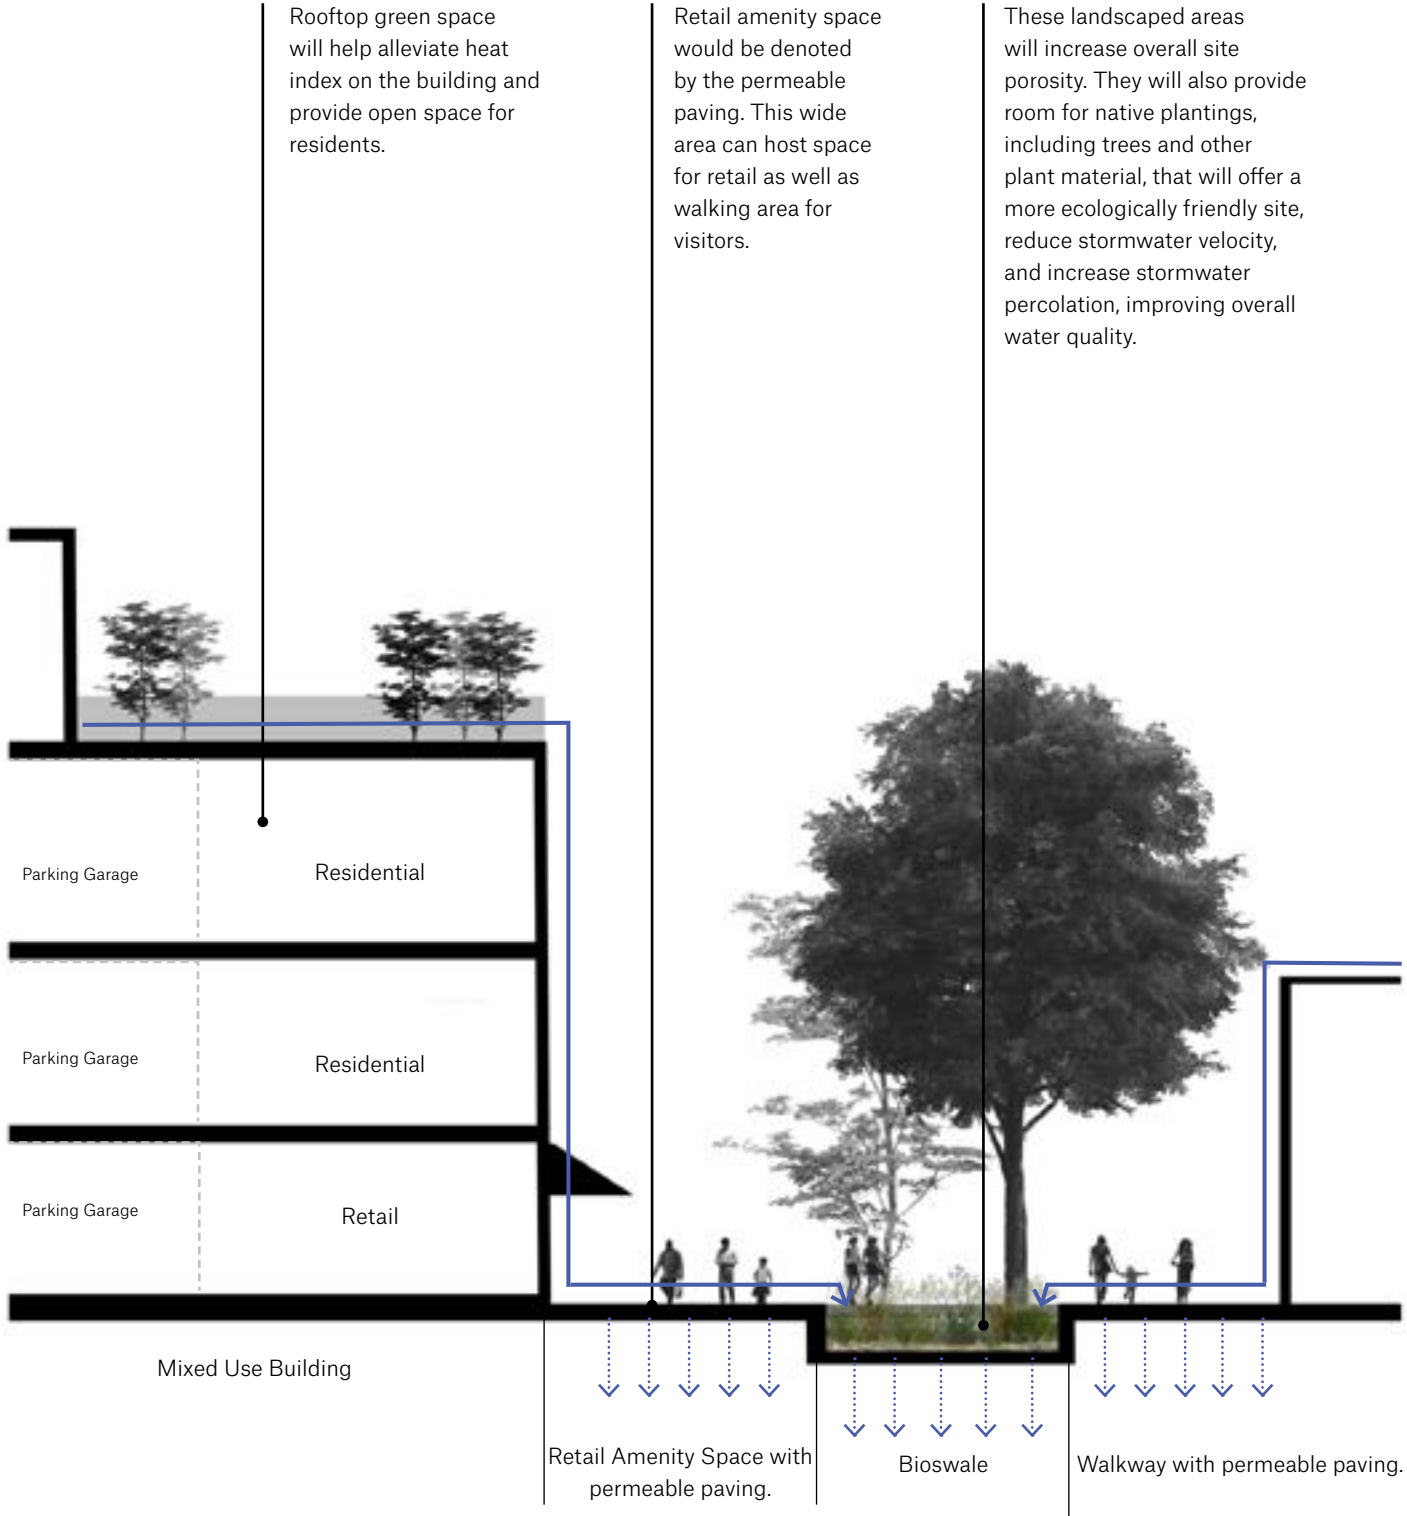 Rooftop green space
will help alleviate heat
index on the building and
provide open space for
residents.
Retail amenity space
would be denoted
by the permeable
paving. This wide
area can host space
for retail as well as
walking area for
visitors.
These landscaped areas
will increase overall site
porosity. They will also provide
room for native plantings,
including trees and other
plant material, that will offer a
more ecologically friendly site,
reduce stormwater velocity,
and increase stormwater
percolation, improving overall
water quality.
Parking Garage
Residential
Parking Garage
Residential
Parking Garage
Retail
Mixed Use Building
Retail Amenity Space with
permeable paving.
Bioswale
Walkway with permeable paving.